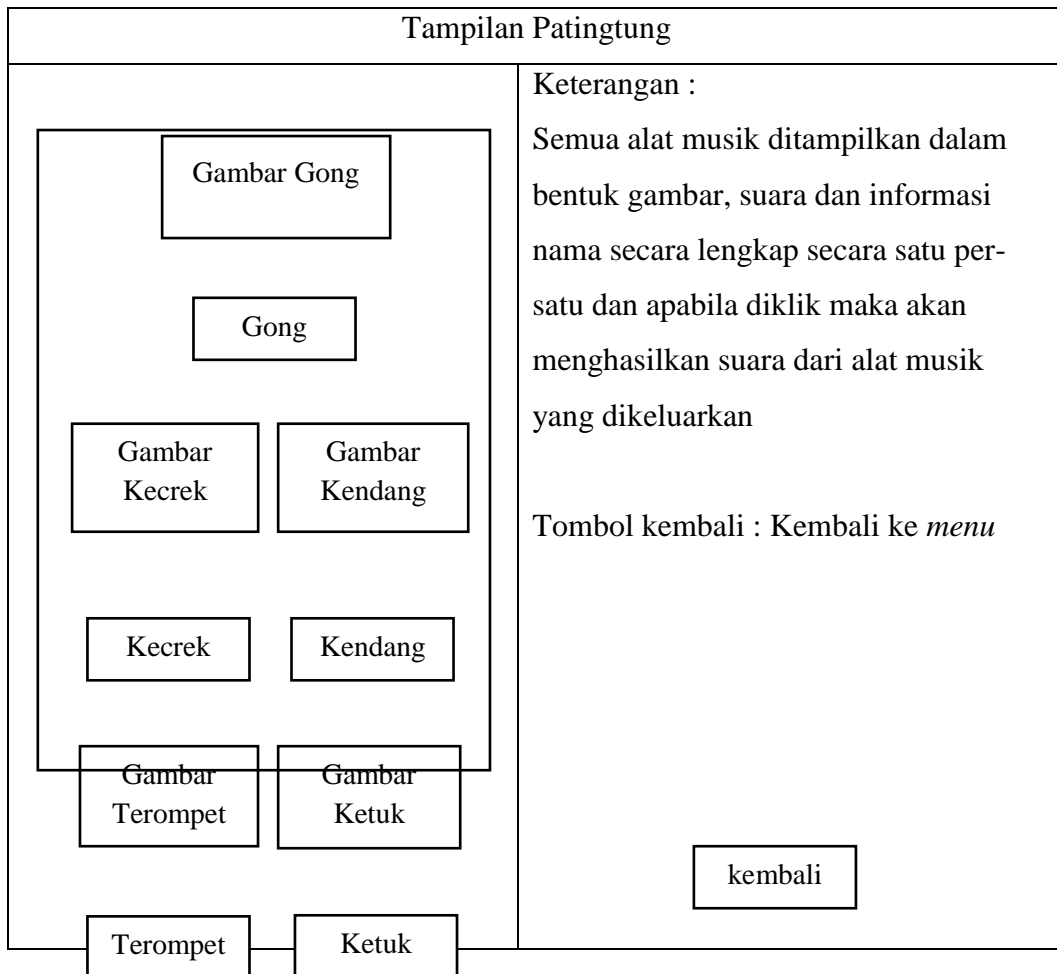 Tampilan Patingtung
Gambar Gong
Gong
Gambar
Kecrek
Gambar
Kendang
Kecrek
Kendang
Gambar
Terompet
Gambar
Ketuk
Terompet
Ketuk
Keterangan :
Semua alat musik ditampilkan dalam
bentuk gambar, suara dan informasi
nama secara lengkap secara satu per-
satu dan apabila diklik maka akan
menghasilkan suara dari alat musik
yang dikeluarkan
Tombol kembali : Kembali ke menu
kembali